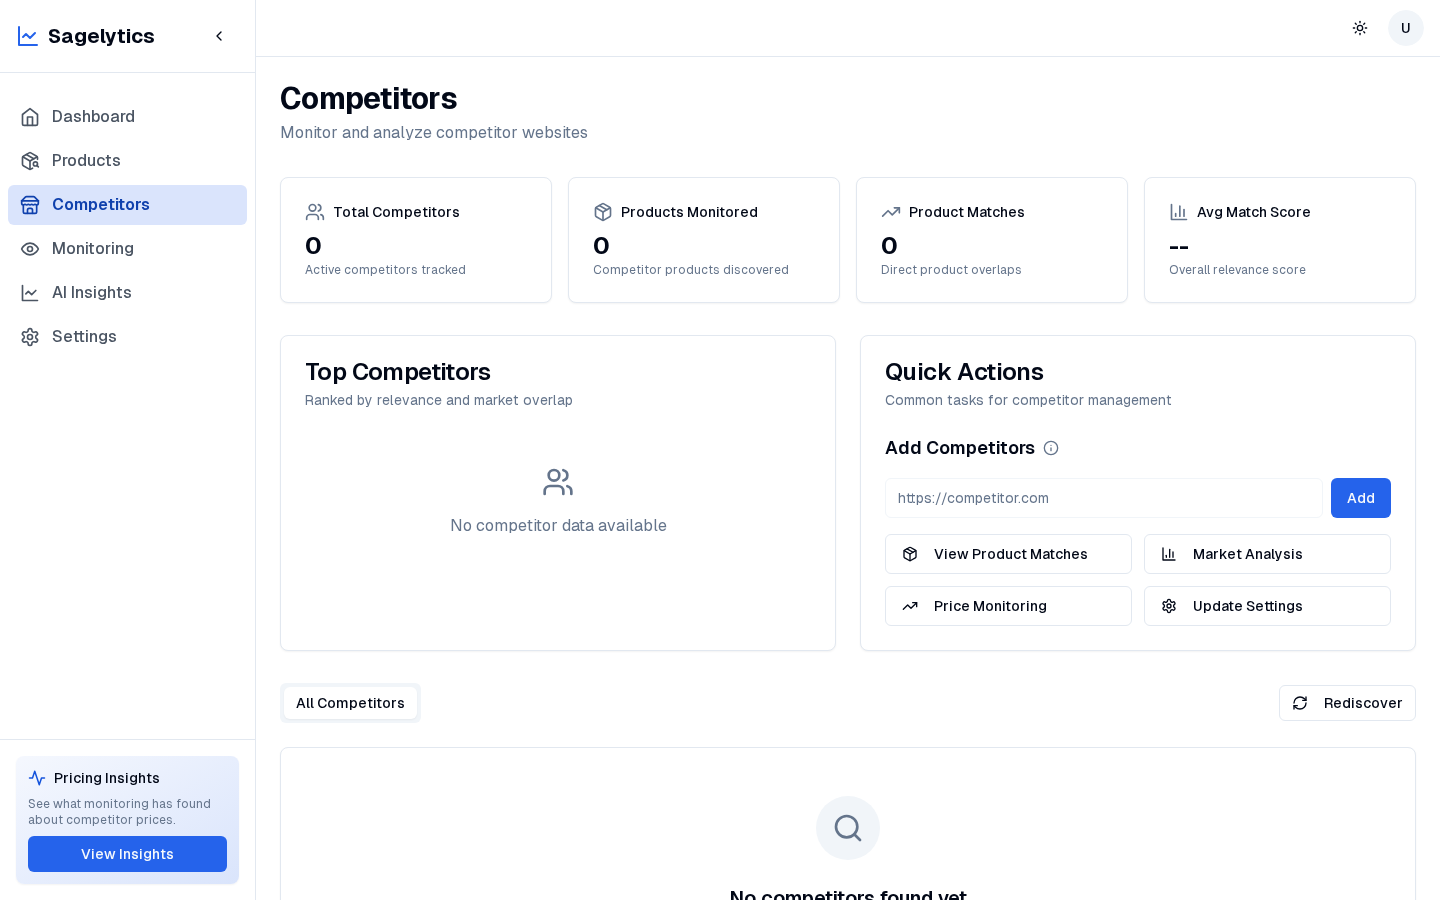 Sagelytics
U
Dashboard
Products
Competitors
Monitoring
AI Insights
Settings
Pricing Insights
See what monitoring has found
about competitor prices.
View Insights
Competitors
Monitor and analyze competitor websites
Total Competitors
0
Active competitors tracked
Products Monitored
0
Competitor products discovered
Product Matches
0
Direct product overlaps
Avg Match Score
--
Overall relevance score
Top Competitors
Ranked by relevance and market overlap
No competitor data available
Quick Actions
Common tasks for competitor management
Add Competitors
https://competitor.com
Add
View Product Matches
Market Analysis
Price Monitoring
Update Settings
All Competitors
Rediscover
No competitors found yet